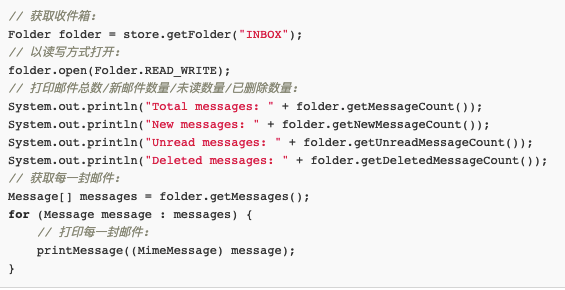 // 获取收件箱：
Folder folder = store.getFolder("INBOX");
// 以读写方式打开：
folder.open(Folder.READ_WRITE);
// 打印邮件总数/新邮件数量/未读数量/已删除数量：
System.out.println("Total messages: " + folder.getMessageCount());
System.out.println("New messages: " + folder.getNewMessageCount());
System.out.println("Unread messages: " + folder.getUnreadMessageCount());
System.out.println("Deleted messages: " + folder.getDeletedMessageCount());
// 获取每一封邮件：
Message[] messages = folder.getMessages();
for (Message message : messages) {
    // 打印每一封邮件：
    printMessage((MimeMessage) message);
}